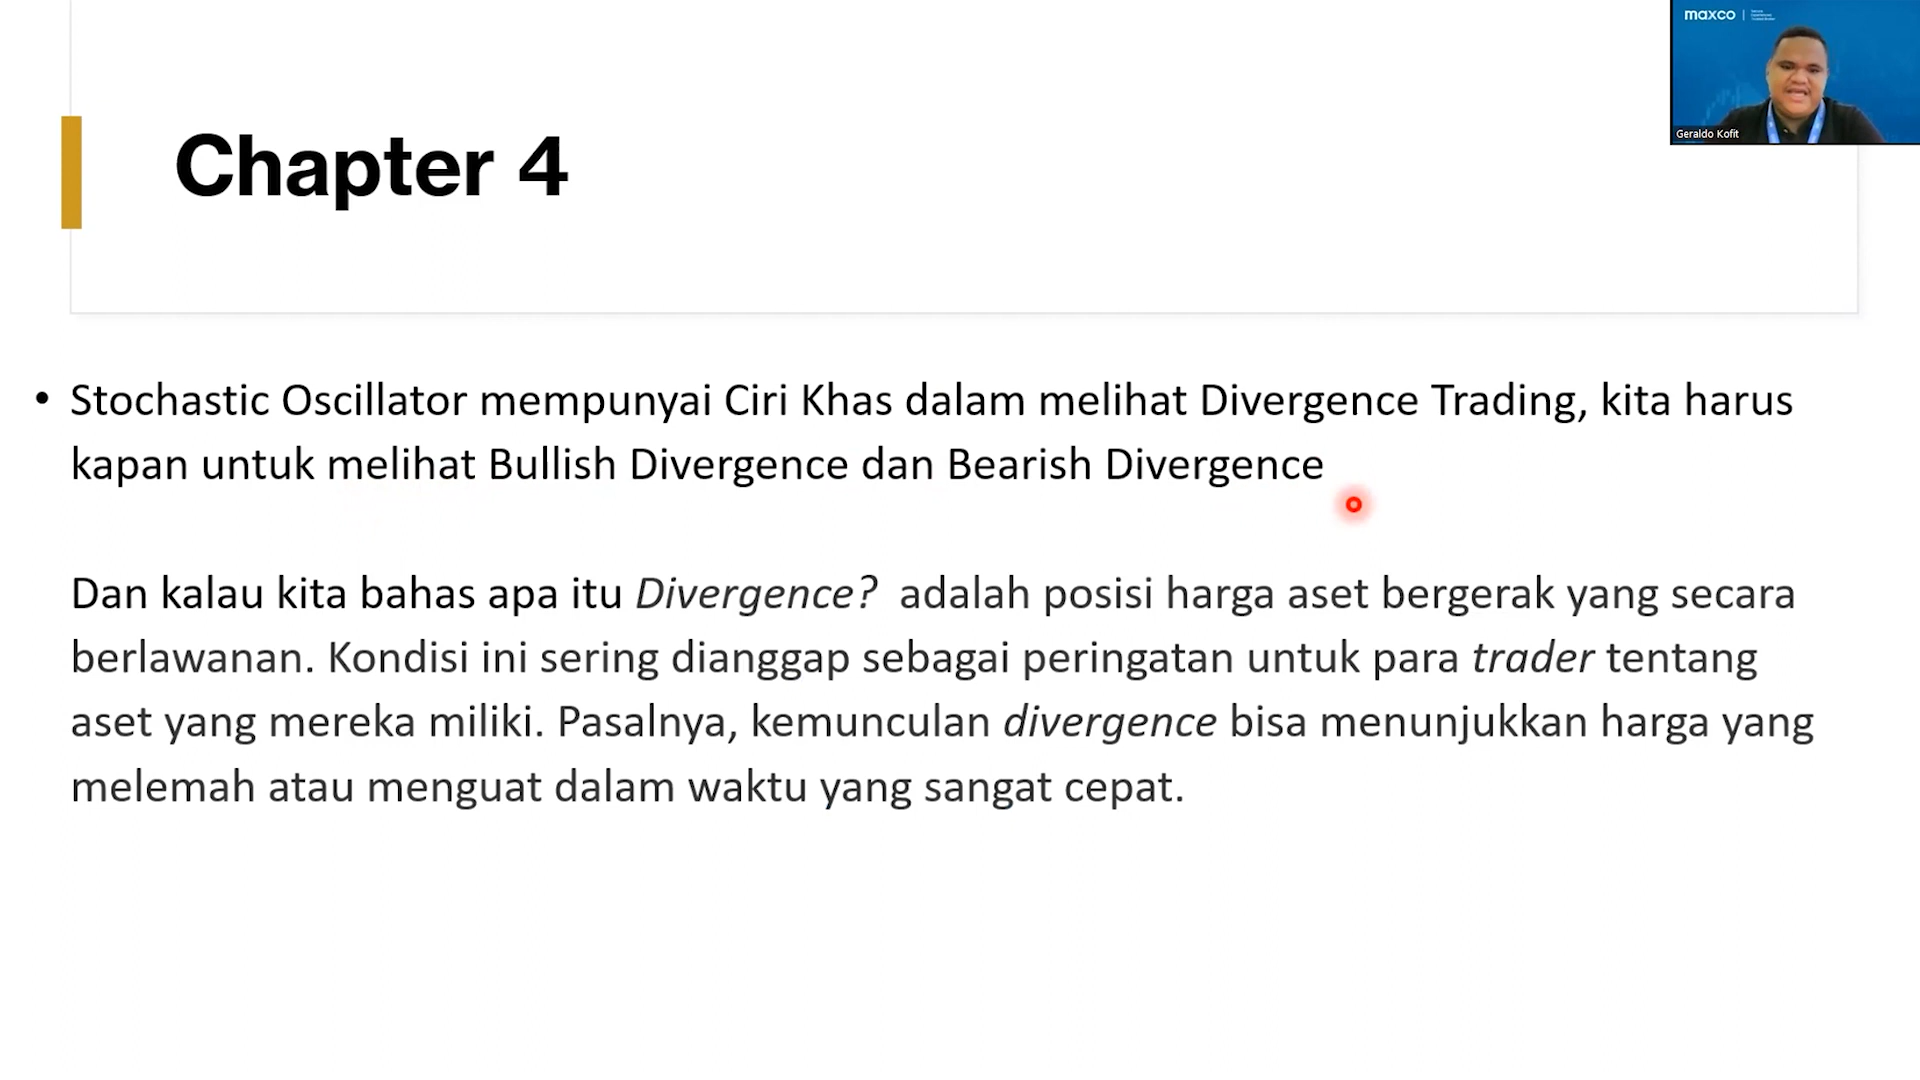 maxco
Geraldo Kofit
Chapter 4
• Stochastic Oscillator mempunyai Ciri Khas dalam melihat Divergence Trading, kita harus
kapan untuk melihat Bullish Divergence dan Bearish Divergence
Dan kalau kita bahas apa itu Divergence? adalah posisi harga aset bergerak yang secara
berlawanan. Kondisi ini sering dianggap sebagai peringatan untuk para trader tentang
aset yang mereka miliki. Pasalnya, kemunculan divergence bisa menunjukkan harga yang
melemah atau menguat dalam waktu yang sangat cepat.